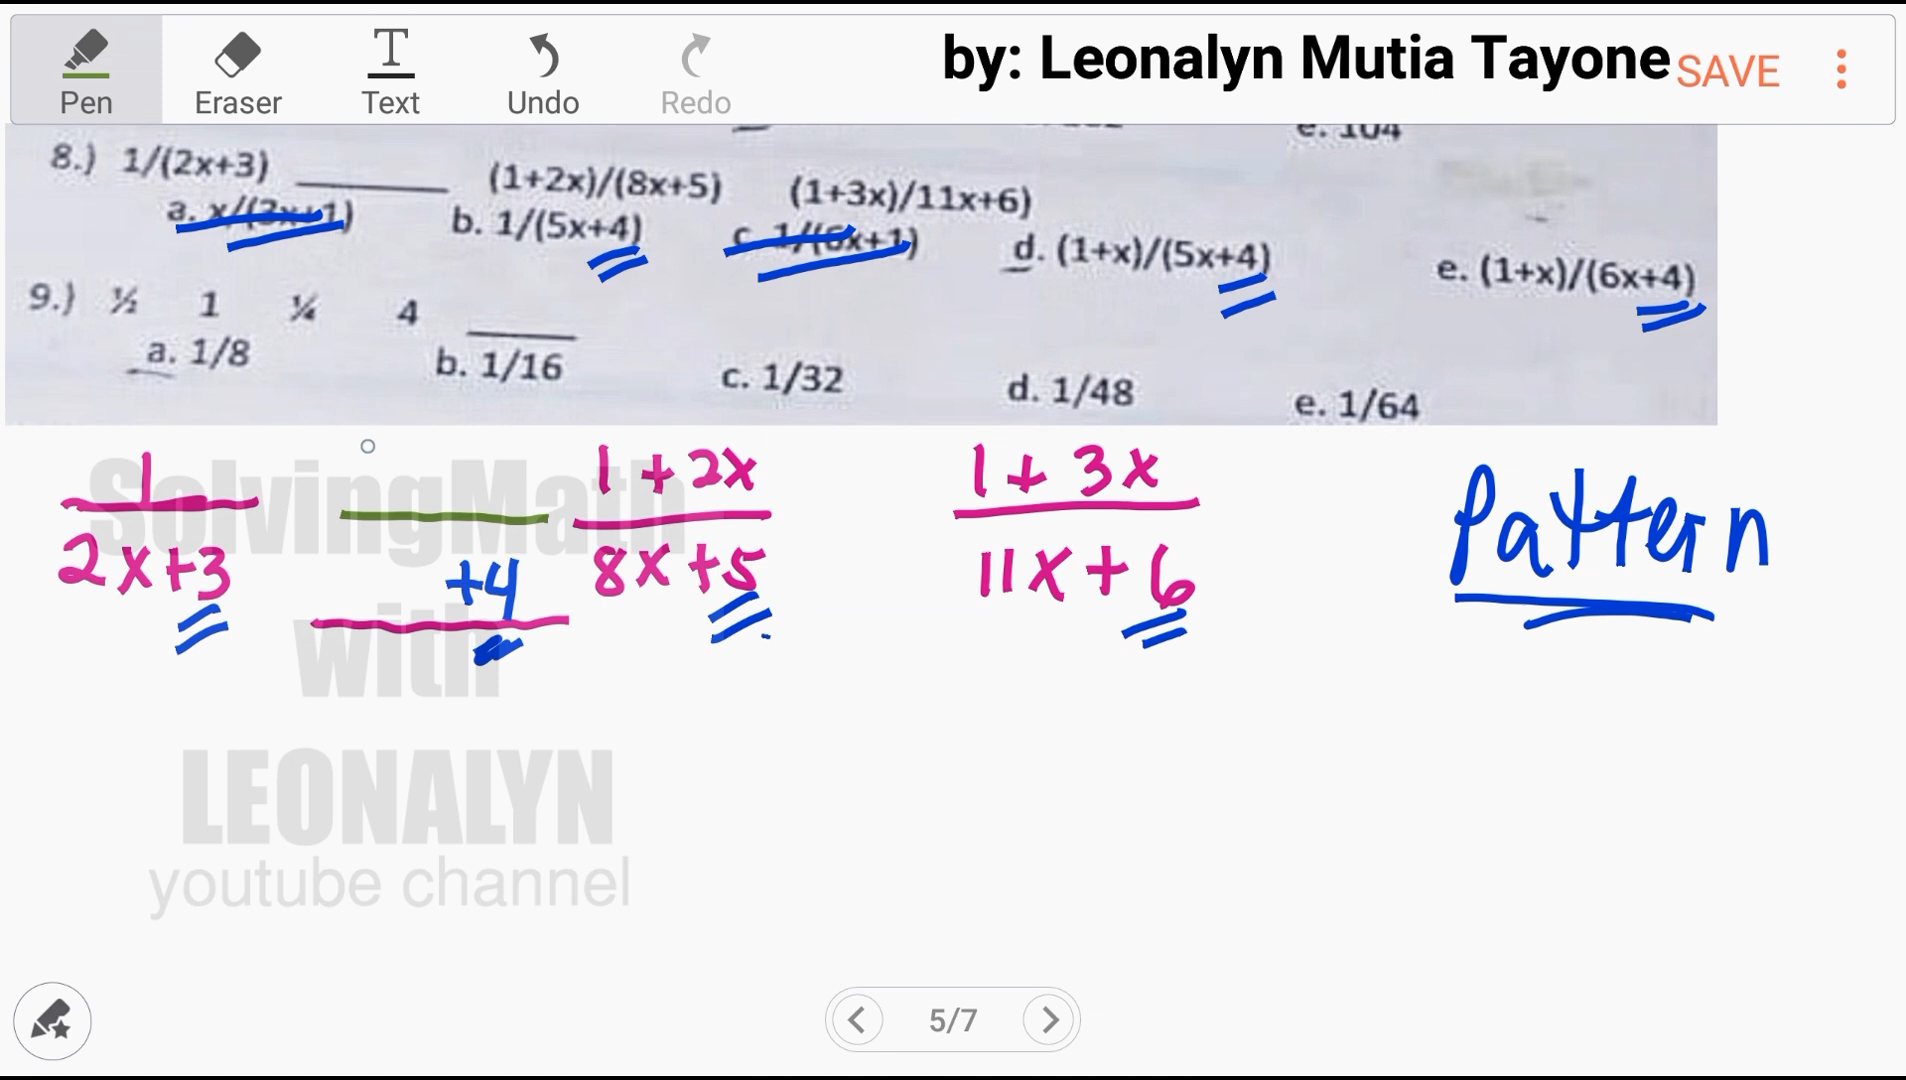 by: Leonalyn Mutia Tayone
SAVE
Pen Eraser Text Undo Redo
e. 104
8.) 1/(2x+3) ________ (1+2x)/(8x+5) (1+3x)/11x+6)
a. x/(3x+1) b. 1/(5x+4) c. 1/(6x+1) d. (1+x)/(5x+4) e. (1+x)/(6x+4)
9.) ½ 1 ¼ 4 ______
a. 1/8 b. 1/16 c. 1/32 d. 1/48 e. 1/64
1 1 + 2x 1 + 3x
2x+3 +4 8x+5 11x+6
Pattern
SolvingMath
with
LEONALYN
youtube channel
5/7